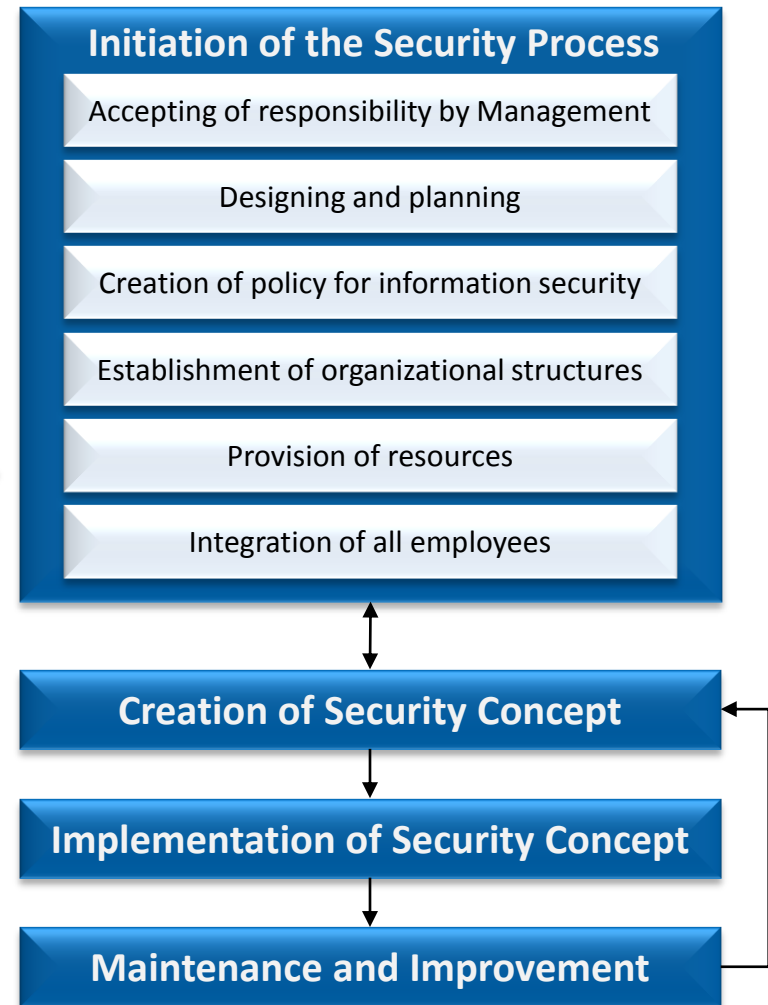 Initiation of the Security Process
Accepting of responsibility by Management
Designing and planning
Creation of policy for information security
Establishment of organizational structures
Provision of resources
Integration of all employees
Creation of Security Concept
Implementation of Security Concept
Maintenance and Improvement